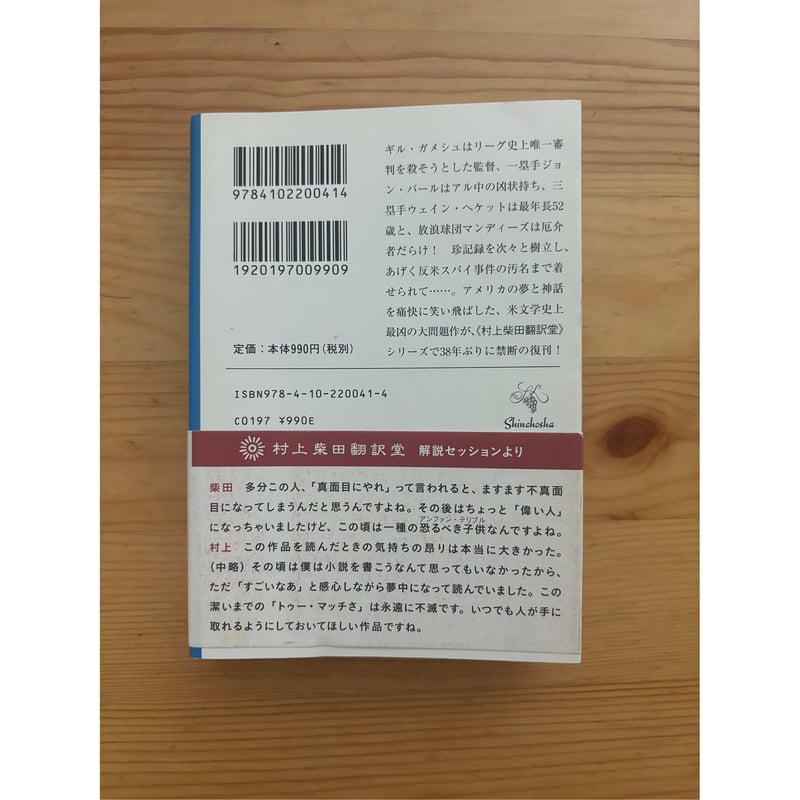 9784102200414
1920197009909
定価：本体990円（税別）
ギル・ガメシュはリーグ史上唯一審
判を殺そうとした監督、一塁手ジョ
ン・バールはアル中の凶状持ち、三
塁手ウェイン・ヘケットは最年長52
歳と、放浪球団マンディーズは厄介
者だらけ！　珍記録を次々と樹立し、
あげく反米スパイ事件の汚名まで着
せられて……。アメリカの夢と神話
を痛快に笑い飛ばした、米文学史上
最凶の大問題作が、《村上柴田翻訳堂》
シリーズで38年ぶりに禁断の復刊！
ISBN978-4-10-220041-4
C0197 ¥990E
Shinchosha
村上柴田翻訳堂 解説セッションより
柴田　多分この人、「真面目にやれ」って言われると、ますます不真面
目になってしまうんだと思うんですよね。その後はちょっと「偉い人」
アンファン・テリブル
になっちゃいましたけど、この頃は一種の恐るべき子供なんですよね。
村上　この作品を読んだときの気持ちの昂りは本当に大きかった。
（中略）その頃は僕は小説を書こうなんて思ってもいなかったから、
ただ「すごいなあ」と感心しながら夢中になって読んでいました。この
潔いまでの「トゥー・マッチさ」は永遠に不滅です。いつでも人が手に
取れるようにしておいてほしい作品ですね。